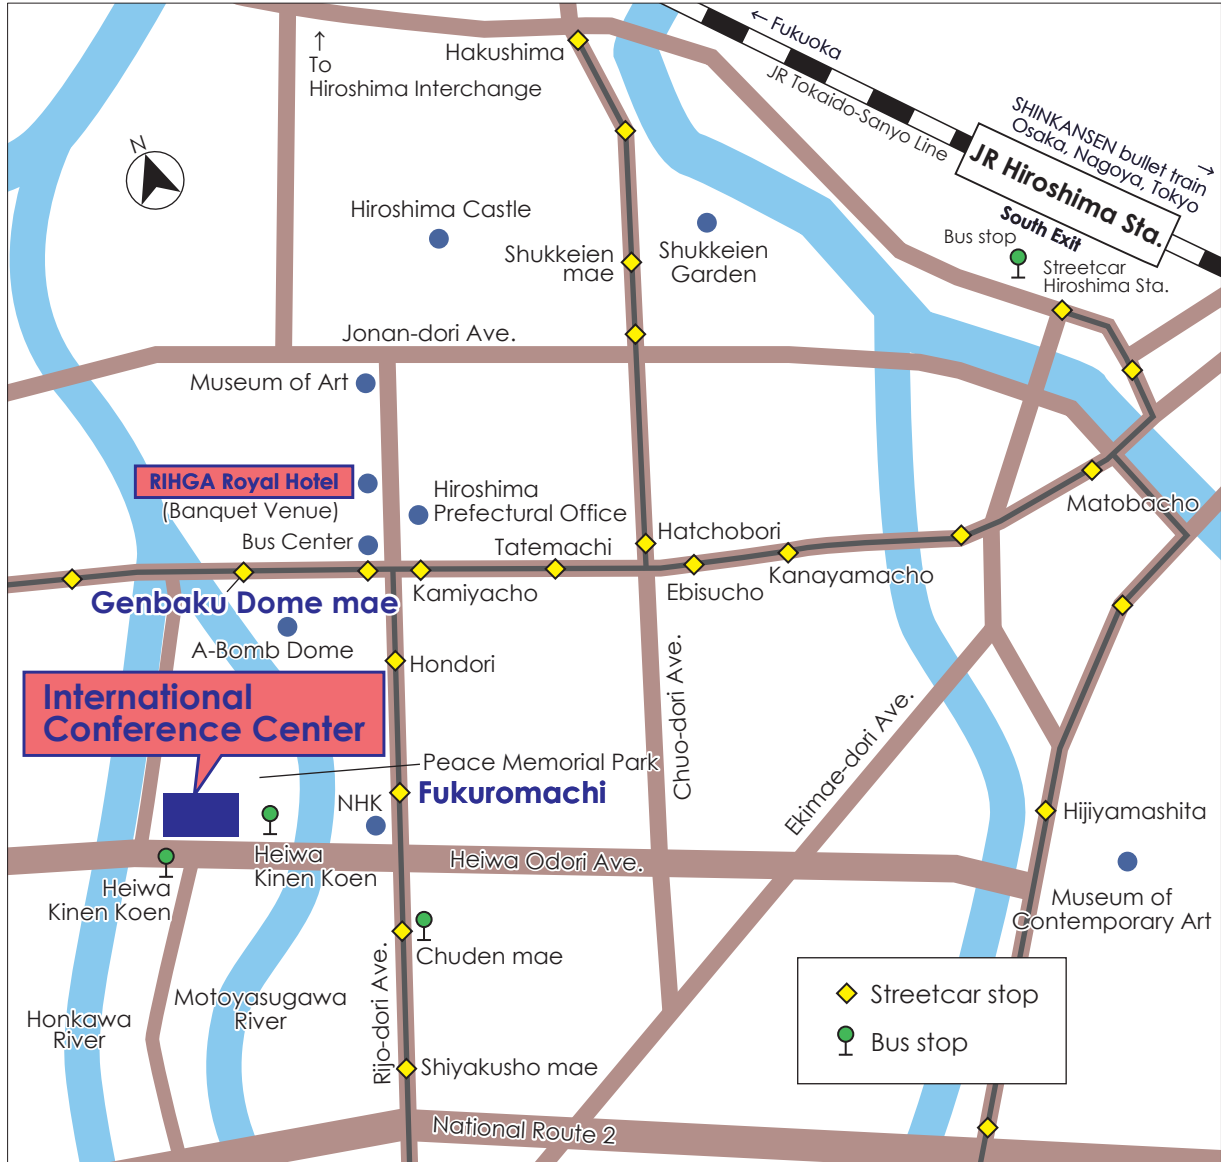 ← Fukuoka
Hakushima
↑
To
Hiroshima Interchange
JR Tokaido-Sanyo Line
SHINKANSEN bullet train →
Osaka, Nagoya, Tokyo
JR Hiroshima Sta.
South Exit
N
Hiroshima Castle
Shukkeien
mae
Shukkeien
Garden
Bus stop
Streetcar
Hiroshima Sta.
Jonan-dori Ave.
Museum of Art
RIHGA Royal Hotel
(Banquet Venue)
Hiroshima
Prefectural Office
Matobacho
Bus Center
Tatemachi
Hatchobori
Genbaku Dome mae
Kamiyacho
Ebisucho
Kanayamacho
A-Bomb Dome
Hondori
International
Conference Center
Chuo-dori Ave.
Ekimae-dori Ave.
Peace Memorial Park
Fukuromachi
NHK
Hijiyamashita
Heiwa
Kinen Koen
Heiwa Odori Ave.
Heiwa
Kinen Koen
Museum of
Contemporary Art
Chuden mae
Rijo-dori Ave.
Motoyasugawa
River
Honkawa
River
Streetcar stop
Bus stop
Shiyakusho mae
National Route 2